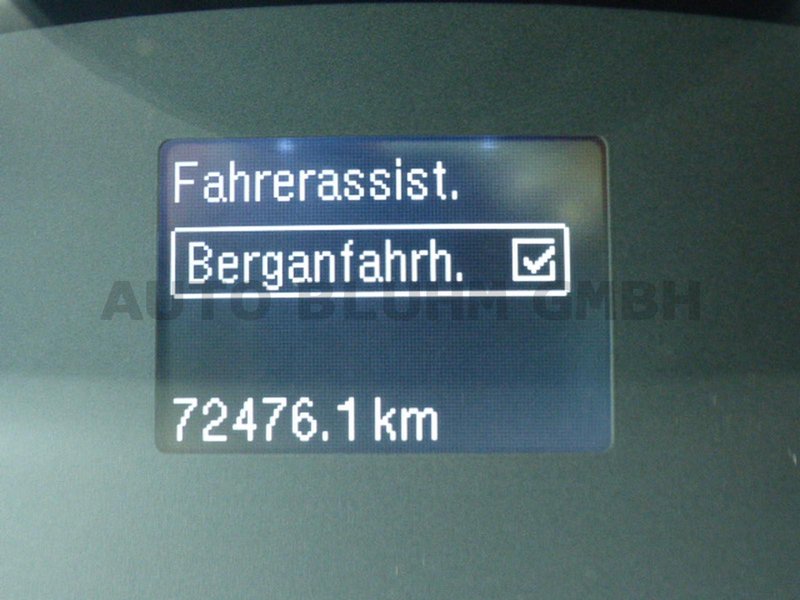 Fahrerassist.
Berganfahrh.
AUTO BLUHM GMBH
72476.1 km